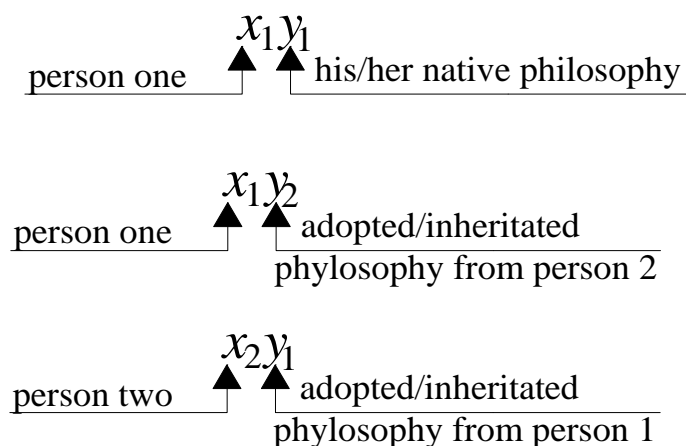 x₁y₁
person one his/her native philosophy
x₁y₂
person one adopted/inheritated
phylosophy from person 2
x₂y₁
person two adopted/inheritated
phylosophy from person 1